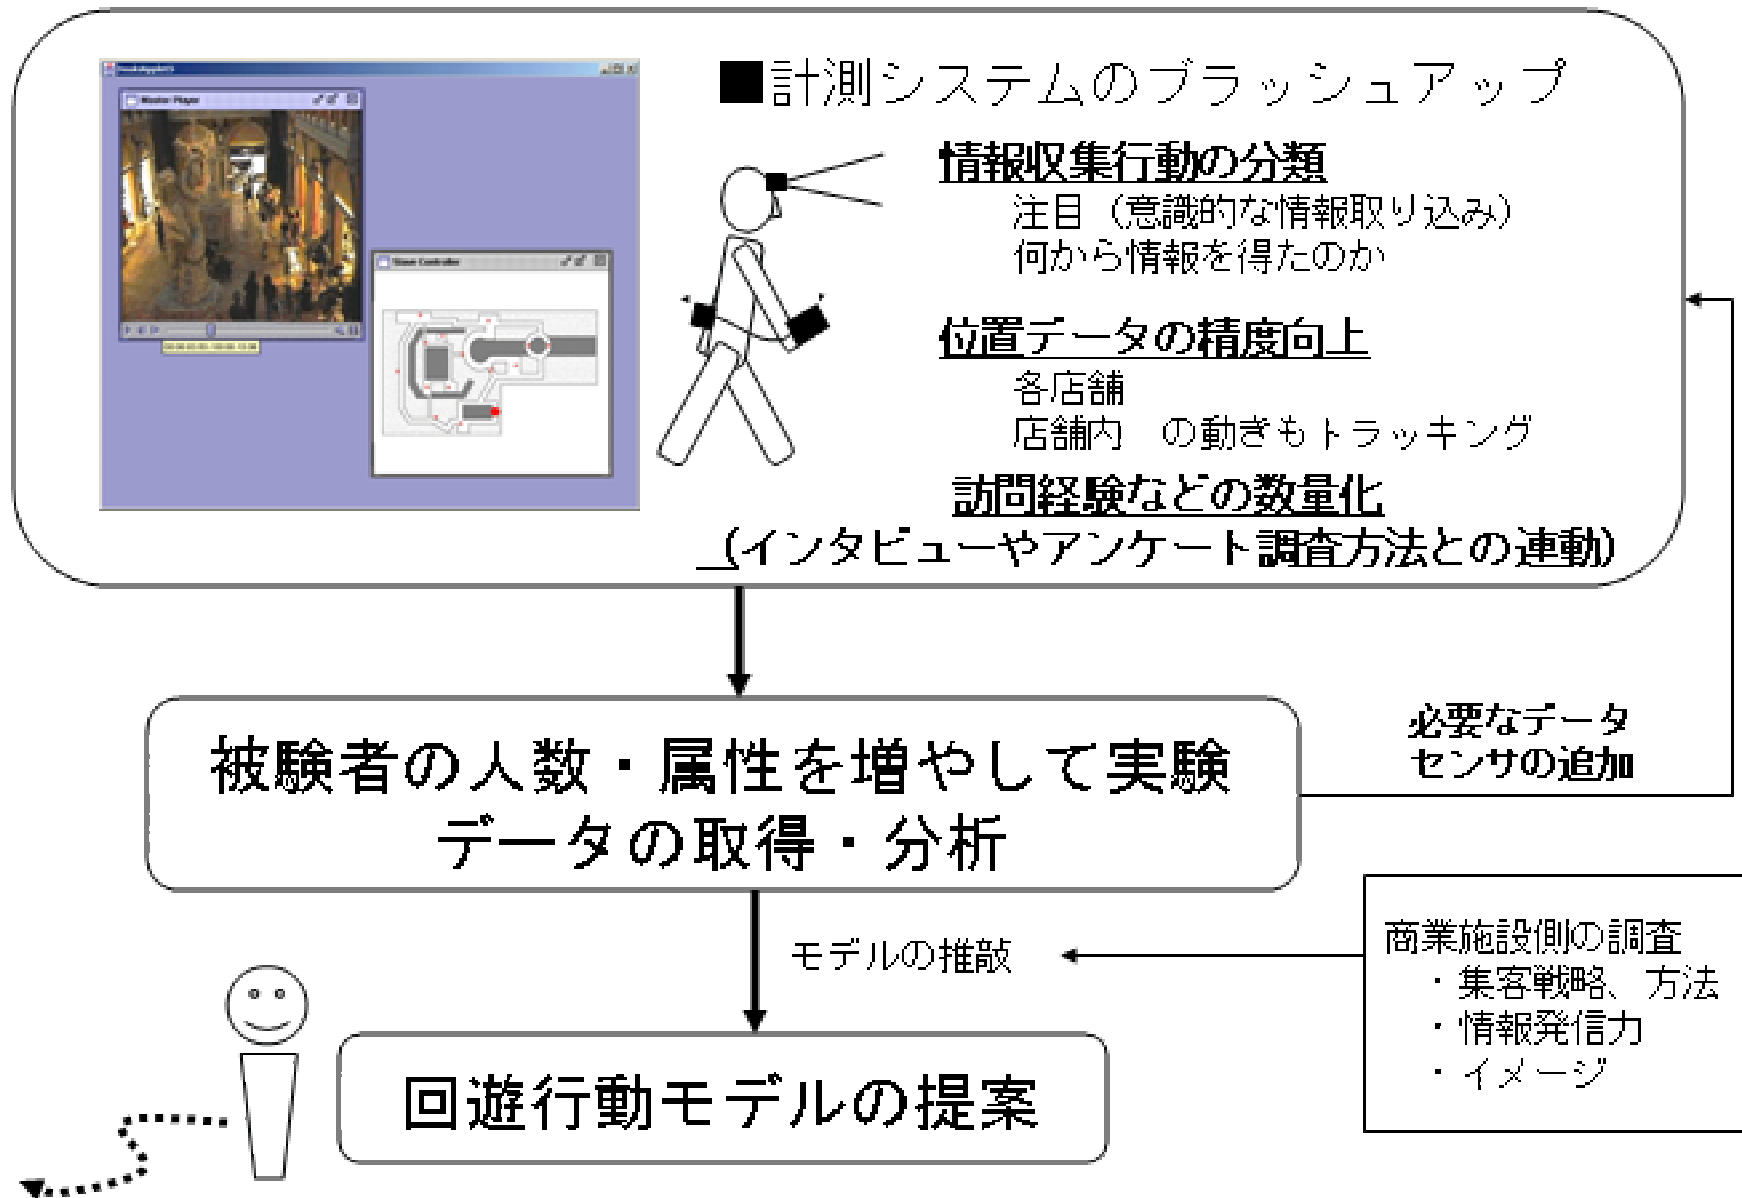 Master Player
Slave Controller
■計測システムのブラッシュアップ
情報収集行動の分類
注目（意識的な情報取り込み）
何から情報を得たのか
位置データの精度向上
各店舗
店舗内　の動きもトラッキング
訪問経験などの数量化
（インタビューやアンケート調査方法との連動）
被験者の人数・属性を増やして実験
データの取得・分析
必要なデータ
センサの追加
モデルの推敲
商業施設側の調査
・集客戦略、方法
・情報発信力
・イメージ
回遊行動モデルの提案